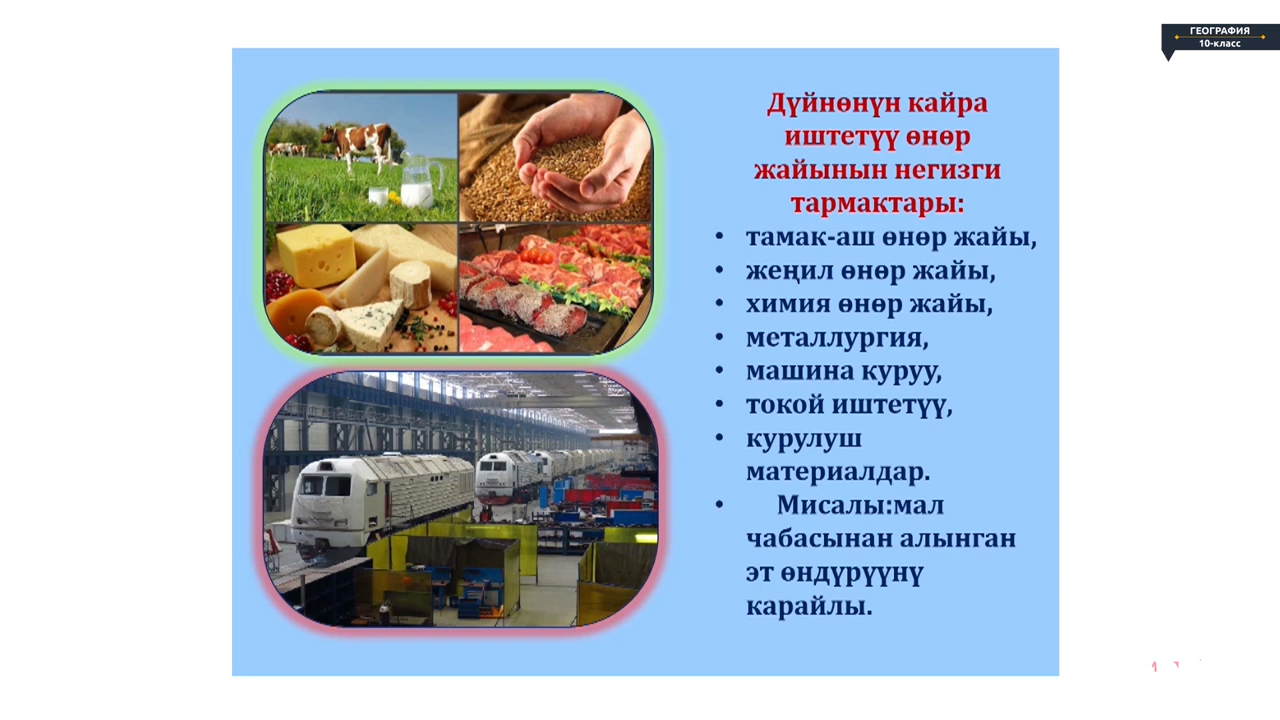 ГЕОГРАФИЯ
10-класс
Дүйнөнүн кайра
иштетүү өнөр
жайынын негизги
тармактары:
• тамак-аш өнөр жайы,
• жеңил өнөр жайы,
• химия өнөр жайы,
• металлургия,
• машина куруу,
• токой иштетүү,
• курулуш
материалдар.
• Мисалы:мал
чабасынан алынган
эт өндүрүүнү
карайлы.